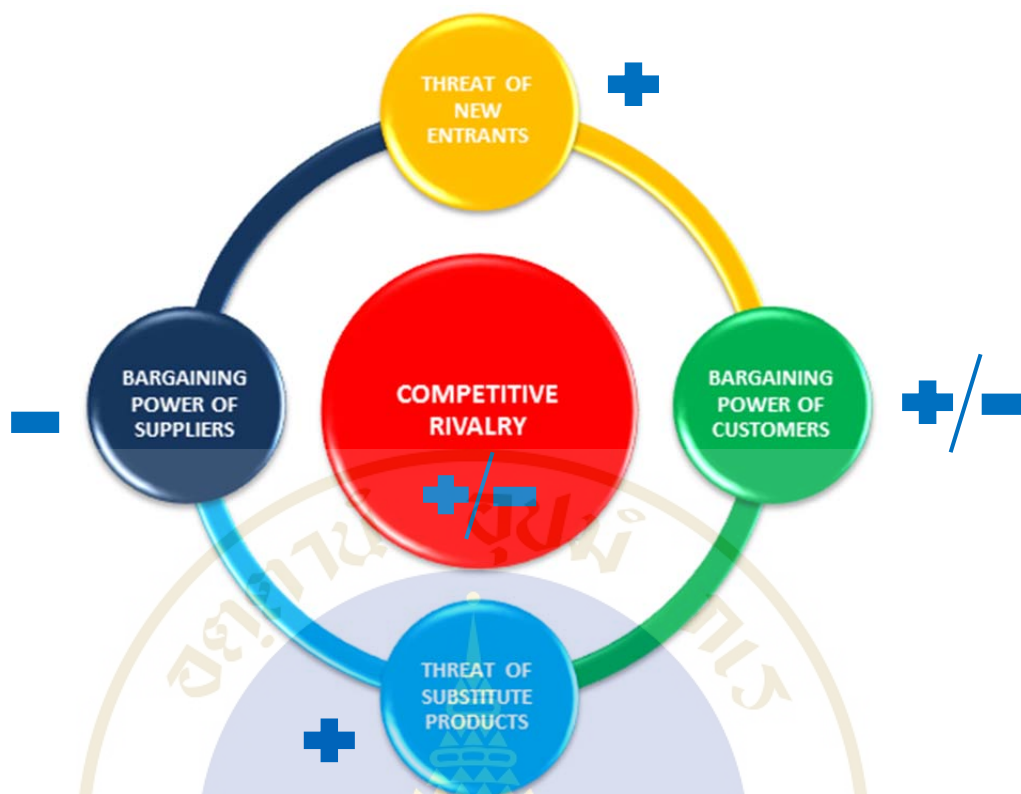 THREAT OF
NEW
ENTRANTS
+
BARGAINING
POWER OF
SUPPLIERS
-
COMPETITIVE
RIVALRY
+/-
BARGAINING
POWER OF
CUSTOMERS
+/-
THREAT OF
SUBSTITUTE
PRODUCTS
+